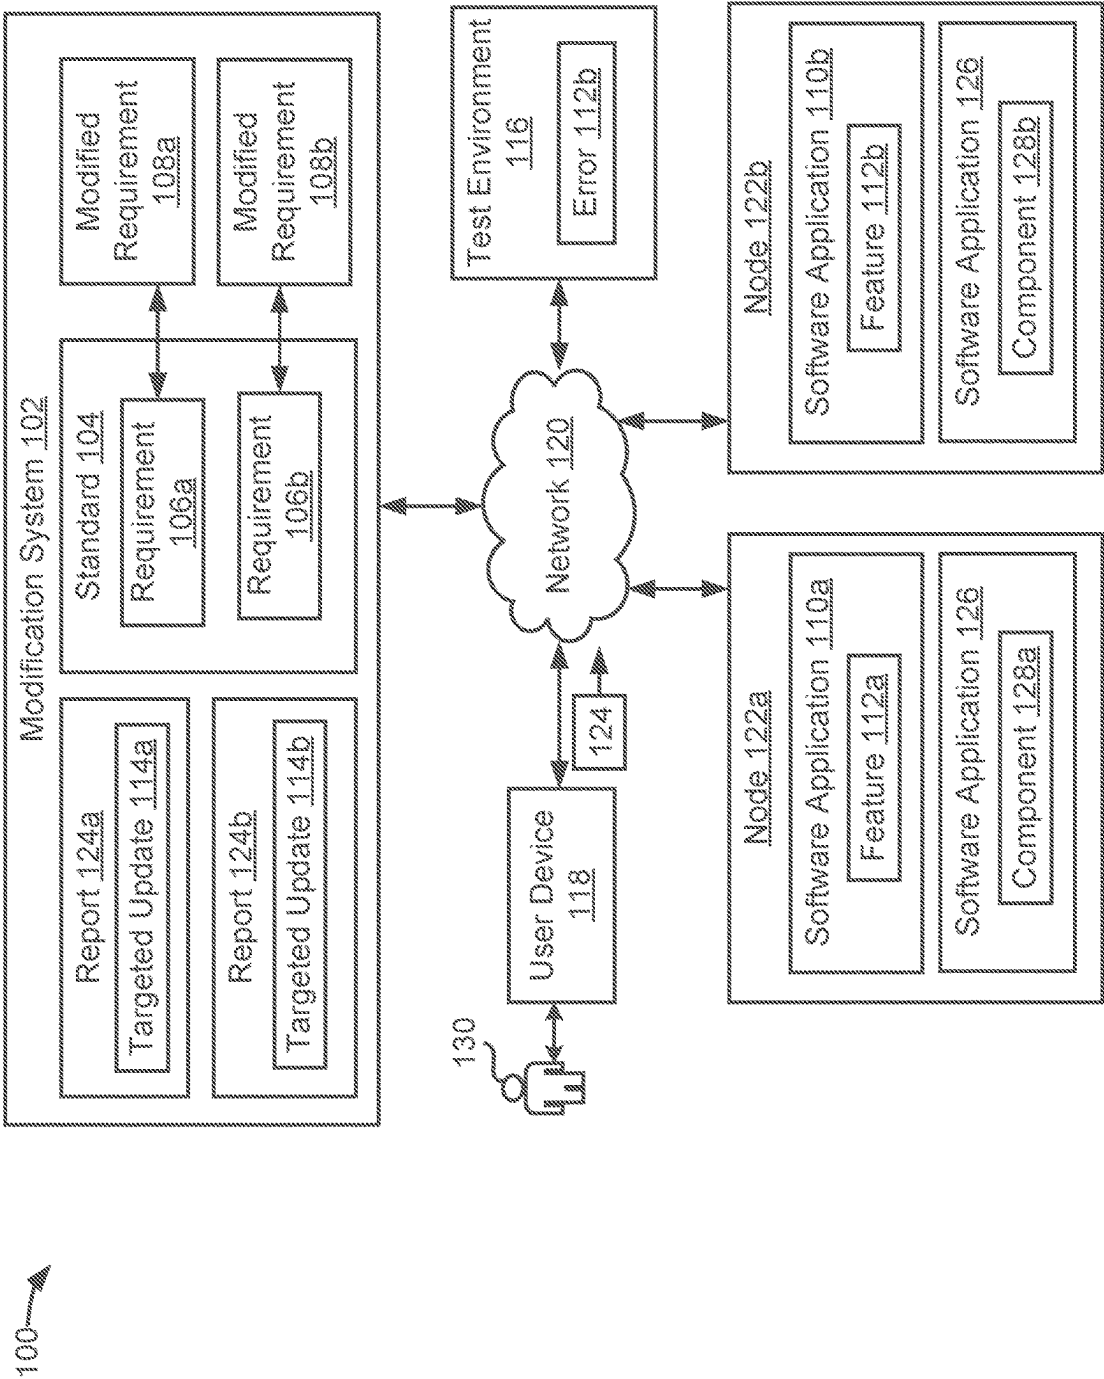 100
Modification System 102
Report 124a
Targeted Update 114a
Report 124b
Targeted Update 114b
Standard 104
Requirement
106a
Requirement
106b
Modified
Requirement
108a
Modified
Requirement
108b
130
User Device
118
124
Network 120
Test Environment
116
Error 112b
Node 122a
Software Application 110a
Feature 112a
Software Application 126
Component 128a
Node 122b
Software Application 110b
Feature 112b
Software Application 126
Component 128b